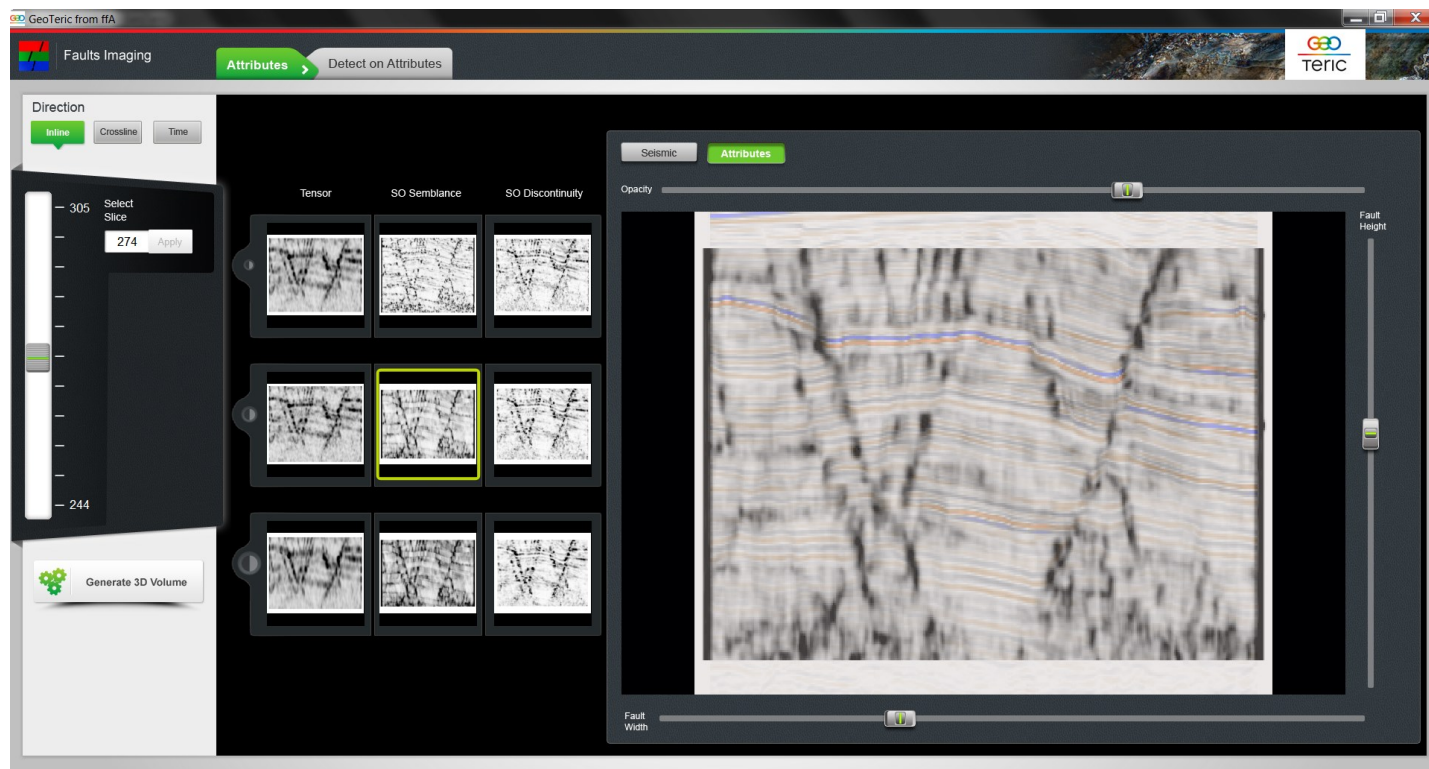 GeoTeric from ffA
Faults Imaging
Attributes
Detect on Attributes
GEO
Teric
Direction
Inline
Crossline
Time
305
Select
Slice
274
Apply
244
Generate 3D Volume
Tensor
SO Semblance
SO Discontinuity
Seismic
Attributes
Opacity
Fault
Height
Fault
Width